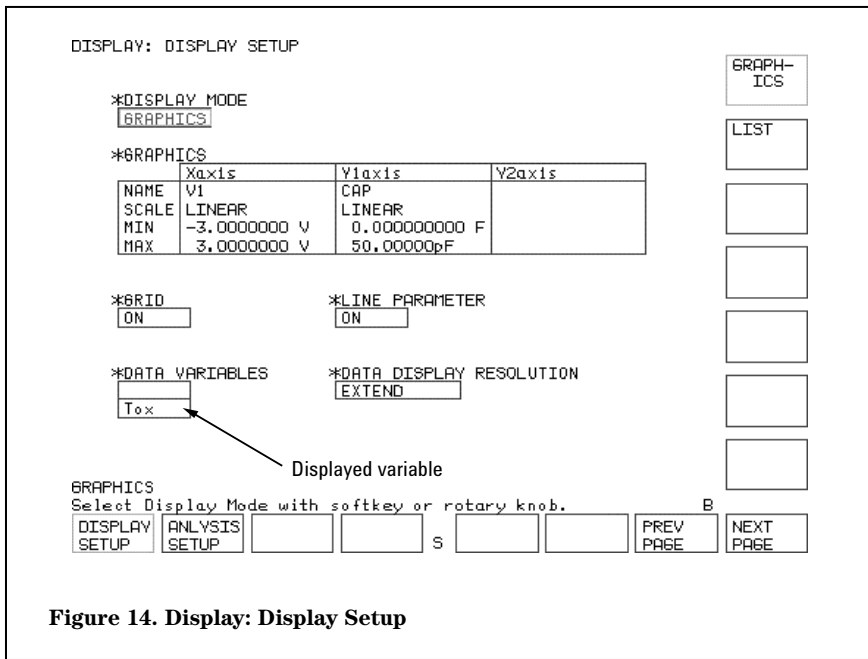 DISPLAY: DISPLAY SETUP
*DISPLAY MODE
GRAPHICS
*GRAPHICS
Xaxis Y1axis Y2axis
NAME V1 CAP
SCALE LINEAR LINEAR
MIN -3.0000000 V 0.000000000 F
MAX 3.0000000 V 50.00000pF
*GRID *LINE PARAMETER
ON ON
*DATA VARIABLES *DATA DISPLAY RESOLUTION
EXTEND
Tox
Displayed variable
GRAPH-
ICS
LIST
GRAPHICS
Select Display Mode with softkey or rotary knob. B
DISPLAY ANLYSIS PREV NEXT
SETUP SETUP S PAGE PAGE
Figure 14. Display: Display Setup